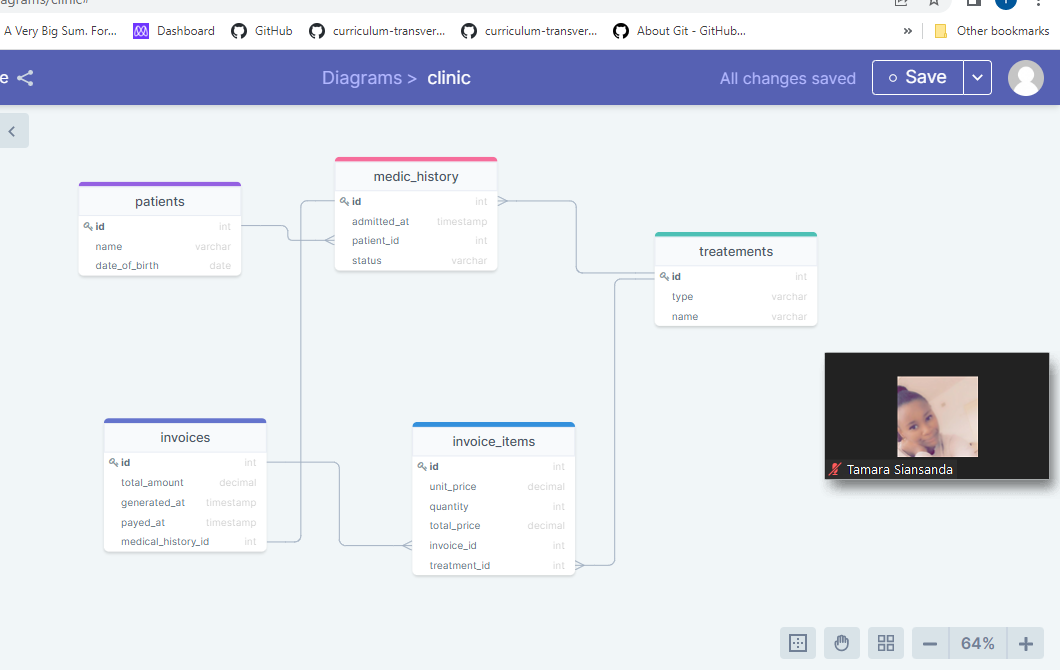 agrams/clinic#
A Very Big Sum. For...
Dashboard
GitHub
curriculum-transver...
curriculum-transver...
About Git - GitHub...
»
Other bookmarks
e
Diagrams > clinic
All changes saved
Save
patients
id int
name varchar
date_of_birth date
medic_history
id int
admitted_at timestamp
patient_id int
status varchar
treatements
id int
type varchar
name varchar
invoices
id int
total_amount decimal
generated_at timestamp
payed_at timestamp
medical_history_id int
invoice_items
id int
unit_price decimal
quantity int
total_price decimal
invoice_id int
treatment_id int
Tamara Siansanda
64%